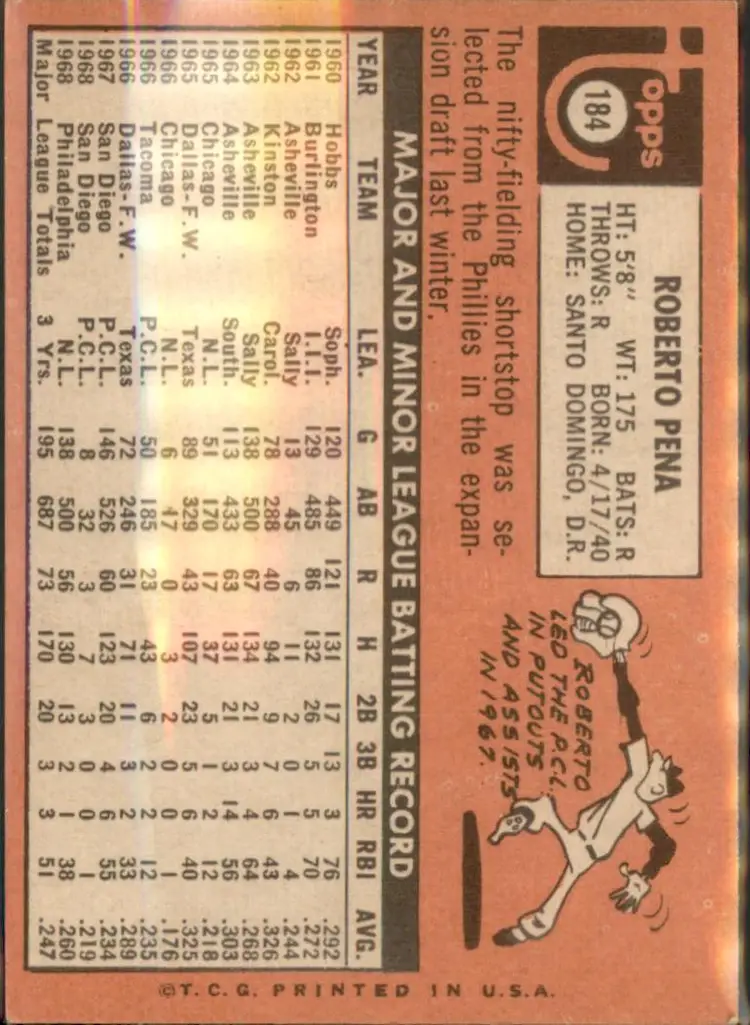 Topps
184
ROBERTO PENA
HT: 5'8" WT: 175 BATS: R
THROWS: R BORN: 4/17/40
HOME: SANTO DOMINGO, D.R.
The nifty-fielding shortstop was se-
lected from the Phillies in the expan-
sion draft last winter.
ROBERTO
LED THE P.C.L.
IN PUTOUTS
AND ASSISTS
IN 1967.
MAJOR AND MINOR LEAGUE BATTING RECORD
YEAR TEAM LEA. G AB R H 2B 3B HR RBI AVG.
1960 Hobbs Soph. 120 449 121 131 17 13 3 76 .292
1961 Burlington I.I.I. 129 485 86 132 26 5 5 70 .272
1962 Asheville Sally 13 45 6 11 2 0 1 4 .244
1962 Kinston Carol. 78 288 40 94 9 7 6 43 .326
1963 Asheville Sally 138 500 67 134 21 3 4 64 .268
1964 Asheville South. 113 433 63 131 21 3 14 56 .303
1965 Chicago N.L. 51 170 17 37 5 1 2 12 .218
1965 Dallas-F.W. Texas 89 329 43 107 23 5 6 40 .325
1966 Chicago N.L. 6 17 0 3 2 0 0 1 .176
1966 Tacoma P.C.L. 50 185 23 43 6 2 2 12 .235
1966 Dallas-F.W. Texas 72 246 31 71 11 3 2 33 .289
1967 San Diego P.C.L. 146 526 60 123 20 4 6 55 .234
1968 San Diego P.C.L. 8 32 3 7 3 0 0 1 .219
1968 Philadelphia N.L. 138 500 56 130 13 2 1 38 .260
Major League Totals 3 Yrs. 195 687 73 170 20 3 3 51 .247
©T.C.G. PRINTED IN U.S.A.